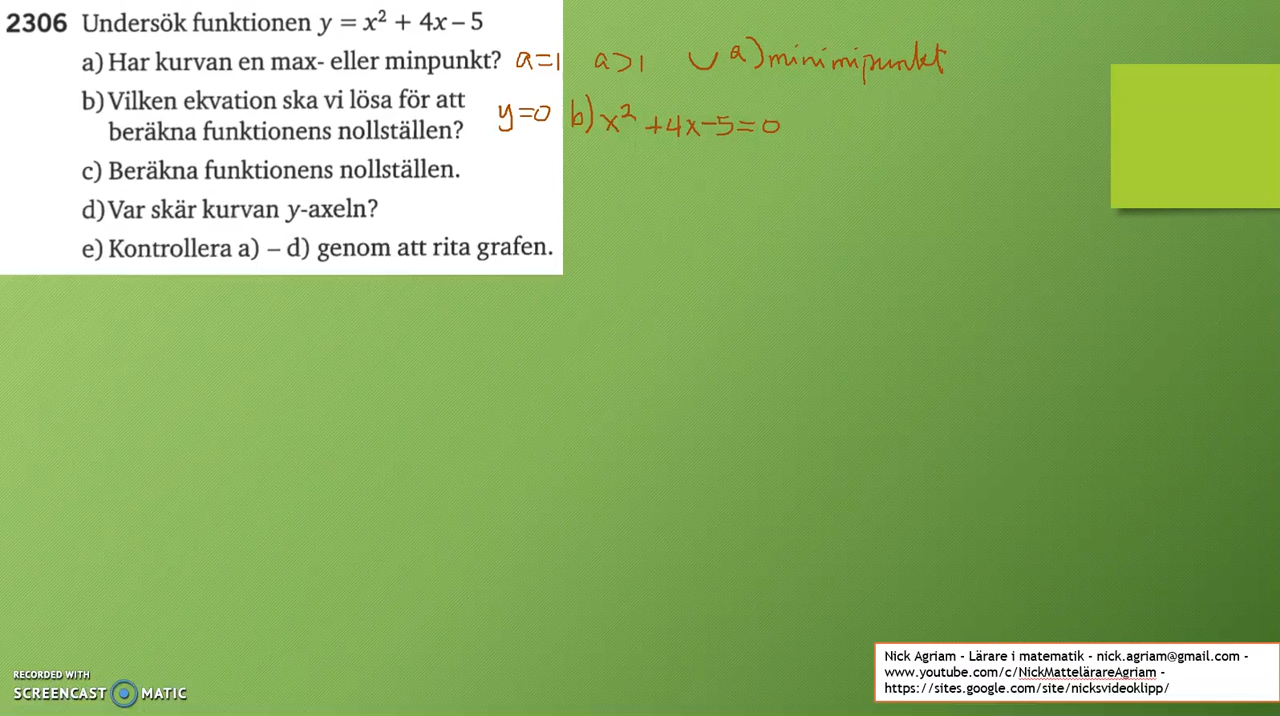 2306 Undersök funktionen y = x² + 4x – 5
a) Har kurvan en max- eller minpunkt? a=1 a>1 ∪ a) minimipunkt
b) Vilken ekvation ska vi lösa för att
beräkna funktionens nollställen? y=0 b) x² +4x-5=0
c) Beräkna funktionens nollställen.
d) Var skär kurvan y-axeln?
e) Kontrollera a) – d) genom att rita grafen.
Nick Agriam - Lärare i matematik - nick.agriam@gmail.com -
www.youtube.com/c/NickMattelärareAgriam -
https://sites.google.com/site/nicksvideoklipp/
RECORDED WITH
SCREENCAST MATIC